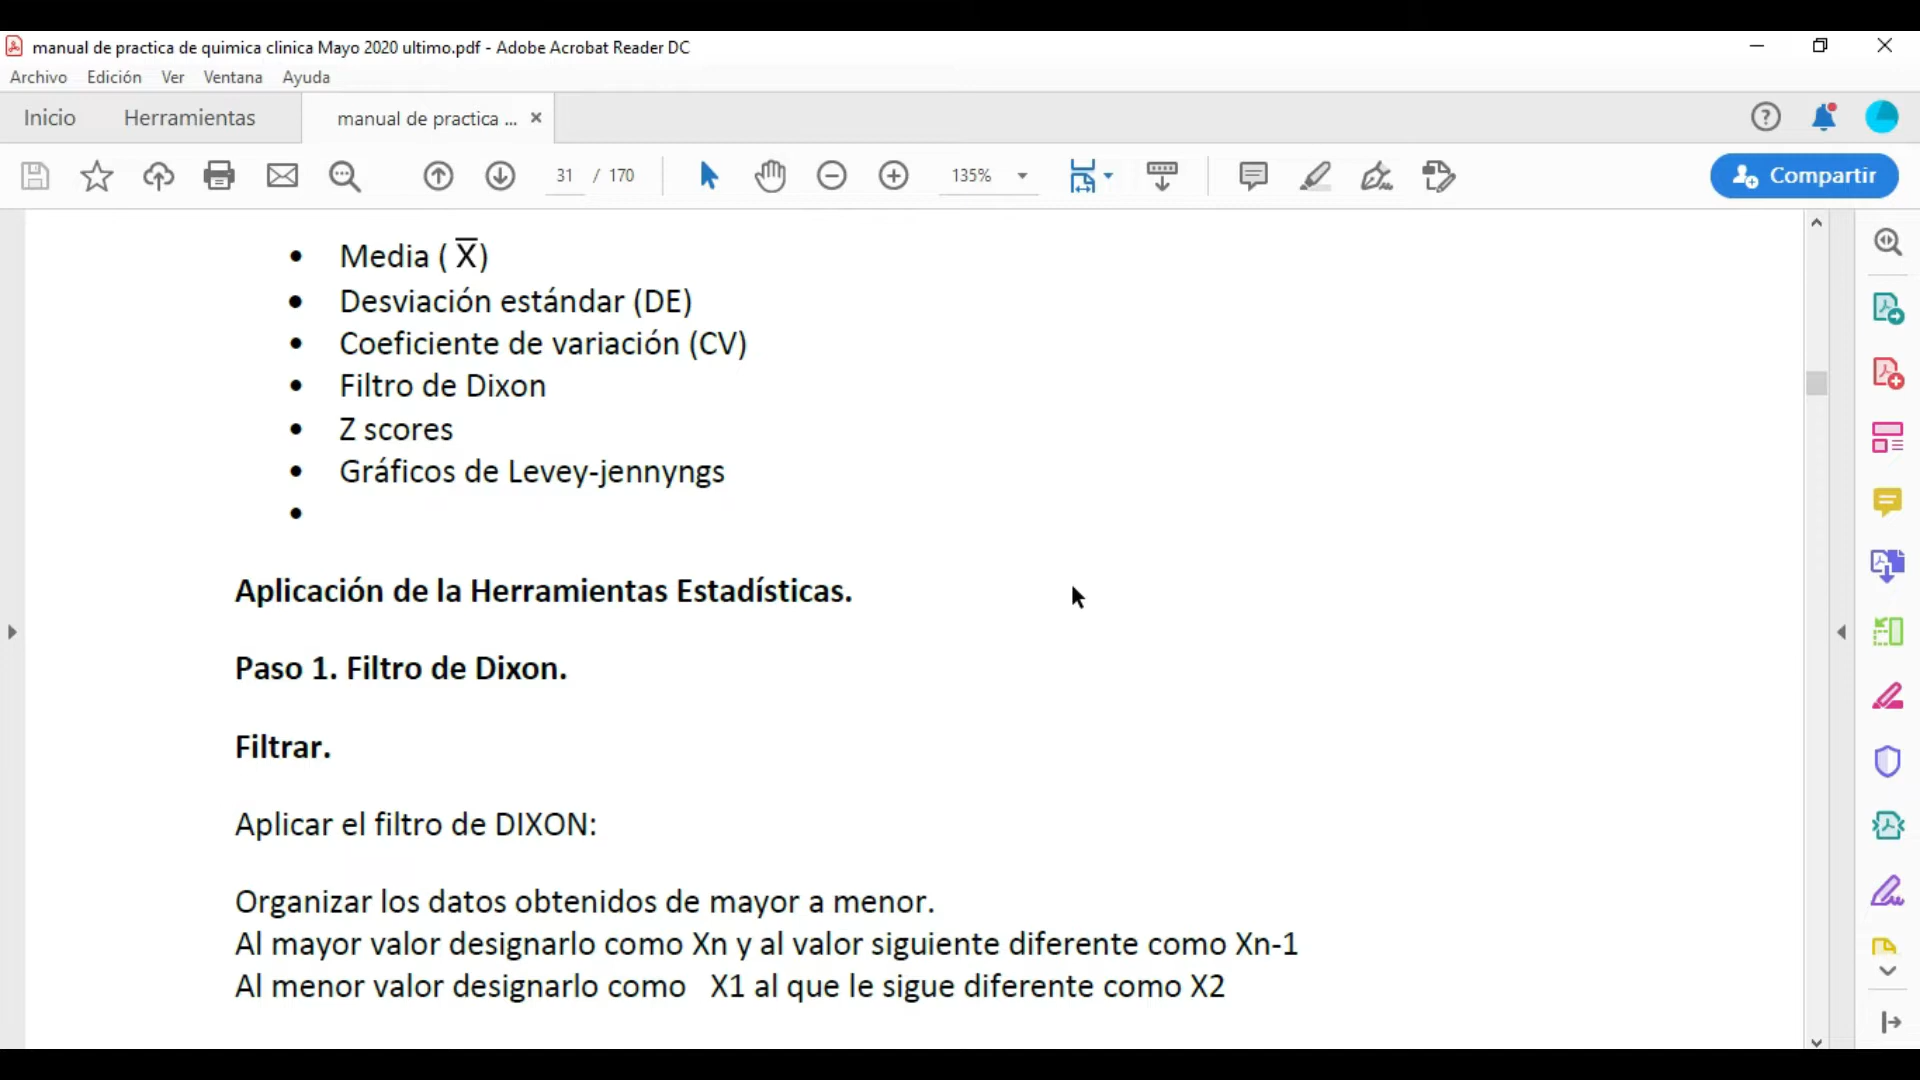 manual de practica de quimica clinica Mayo 2020 ultimo.pdf - Adobe Acrobat Reader DC
Archivo Edición Ver Ventana Ayuda
Inicio Herramientas manual de practica ... ×
31 / 170 135% Compartir
• Media ( X̅)
• Desviación estándar (DE)
• Coeficiente de variación (CV)
• Filtro de Dixon
• Z scores
• Gráficos de Levey-jennyngs
•
Aplicación de la Herramientas Estadísticas.
Paso 1. Filtro de Dixon.
Filtrar.
Aplicar el filtro de DIXON:
Organizar los datos obtenidos de mayor a menor.
Al mayor valor designarlo como Xn y al valor siguiente diferente como Xn-1
Al menor valor designarlo como X1 al que le sigue diferente como X2